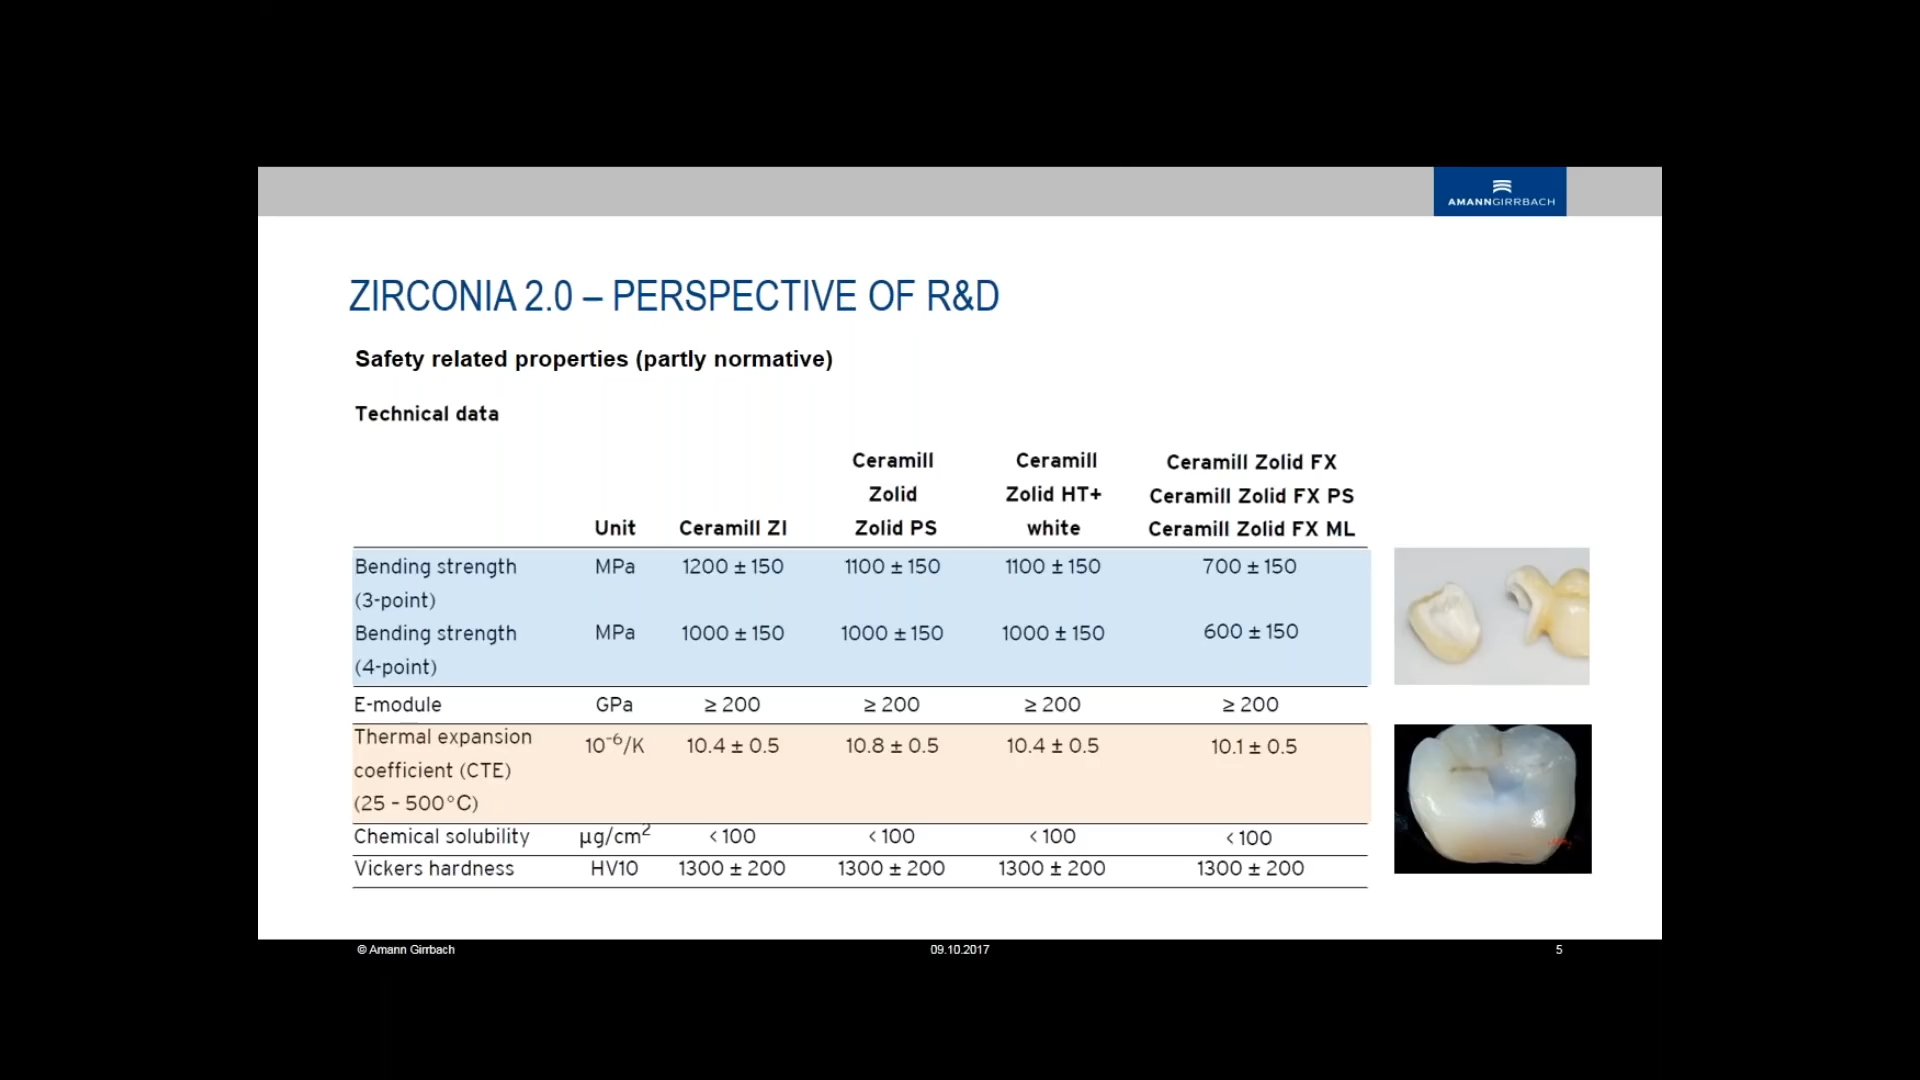 AMANNGIRRBACH
ZIRCONIA 2.0 – PERSPECTIVE OF R&D
Safety related properties (partly normative)
Technical data
Unit Ceramill ZI Ceramill Zolid Zolid PS Ceramill Zolid HT+ white Ceramill Zolid FX Ceramill Zolid FX PS Ceramill Zolid FX ML
Bending strength (3-point) MPa 1200 ± 150 1100 ± 150 1100 ± 150 700 ± 150
Bending strength (4-point) MPa 1000 ± 150 1000 ± 150 1000 ± 150 600 ± 150
E-module GPa ≥ 200 ≥ 200 ≥ 200 ≥ 200
Thermal expansion coefficient (CTE) (25 - 500°C) 10⁻⁶/K 10.4 ± 0.5 10.8 ± 0.5 10.4 ± 0.5 10.1 ± 0.5
Chemical solubility µg/cm² < 100 < 100 < 100 < 100
Vickers hardness HV10 1300 ± 200 1300 ± 200 1300 ± 200 1300 ± 200
© Amann Girrbach 09.10.2017 5